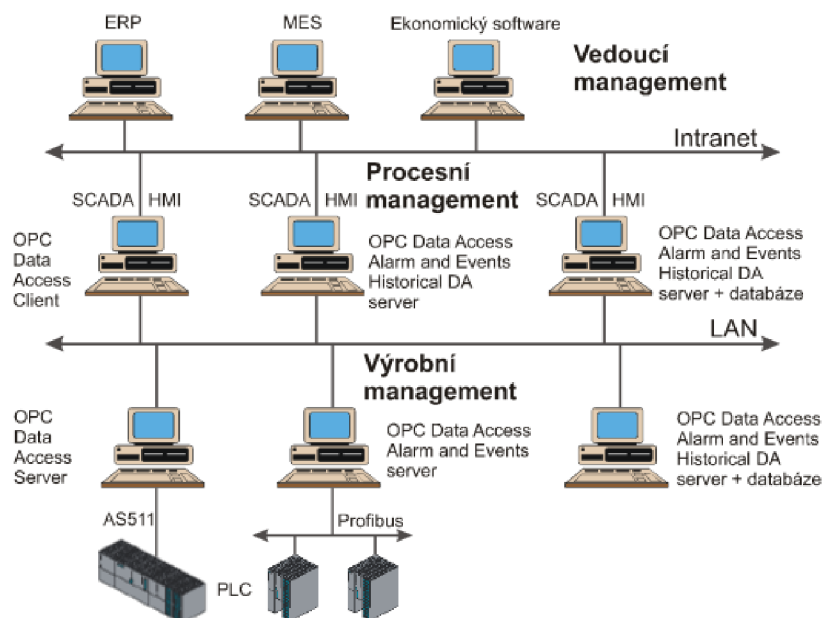 ERP
MES
Ekonomický software
Vedoucí
management
Intranet
Procesní
management
SCADA
HMI
SCADA
HMI
SCADA
HMI
OPC
Data
Access
Client
OPC Data Access
Alarm and Events
Historical DA
server
OPC Data Access
Alarm and Events
Historical DA
server + databáze
LAN
Výrobní
management
OPC
Data
Access
Server
OPC Data Access
Alarm and Events
server
OPC Data Access
Alarm and Events
Historical DA
server + databáze
AS511
Profibus
PLC